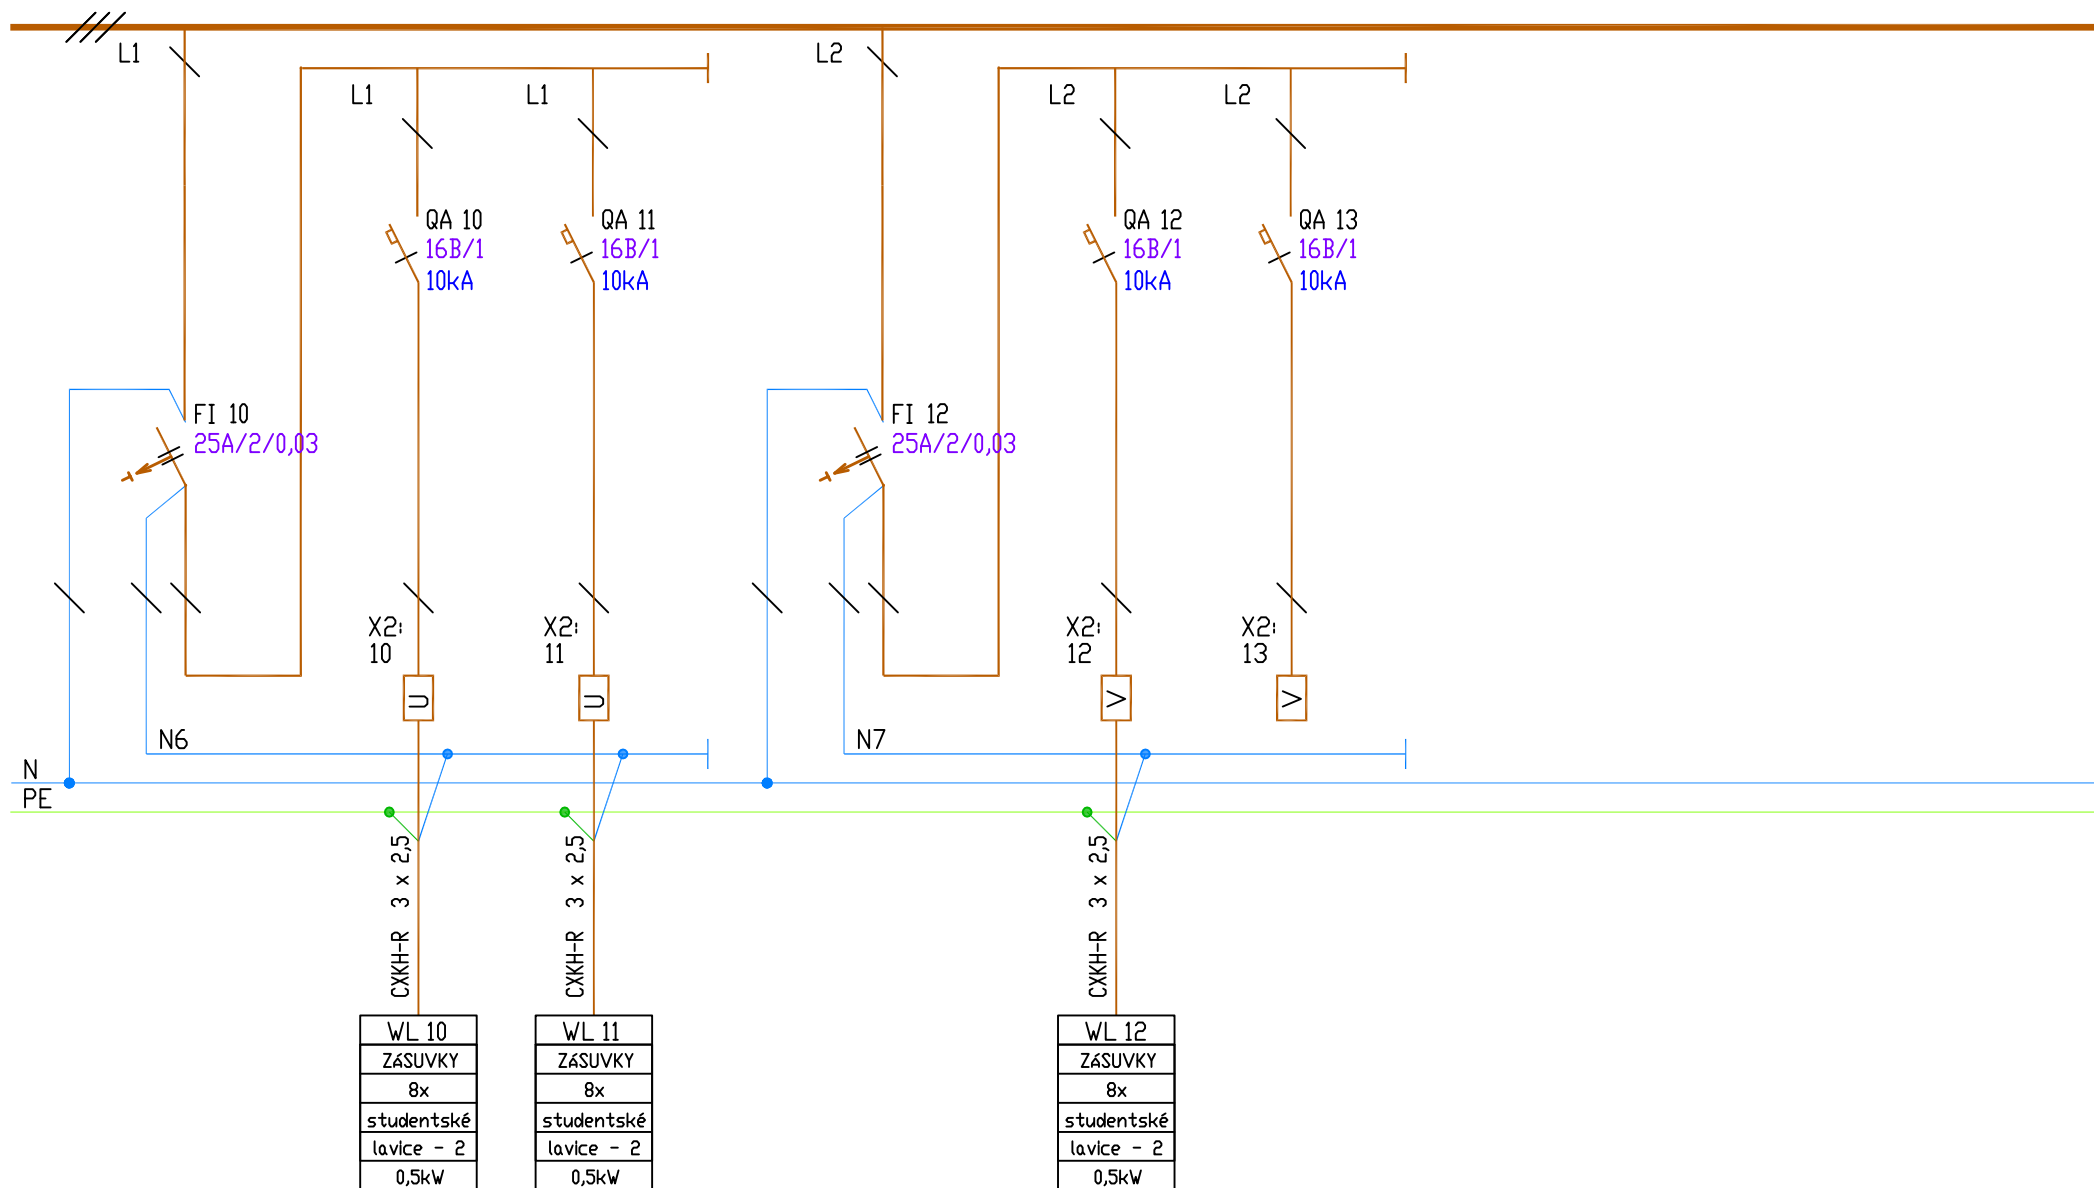 L1
L2
L1
L1
L2
L2
QA 10
16B/1
10kA
QA 11
16B/1
10kA
QA 12
16B/1
10kA
QA 13
16B/1
10kA
FI 10
25A/2/0,03
FI 12
25A/2/0,03
X2:
10
X2:
11
X2:
12
X2:
13
U
U
V
V
N6
N7
N
PE
CXKH-R 3 x 2,5
CXKH-R 3 x 2,5
CXKH-R 3 x 2,5
WL 10
ZÁSUVKY
8x
studentské
lavice - 2
0,5kW
WL 11
ZÁSUVKY
8x
studentské
lavice - 2
0,5kW
WL 12
ZÁSUVKY
8x
studentské
lavice - 2
0,5kW